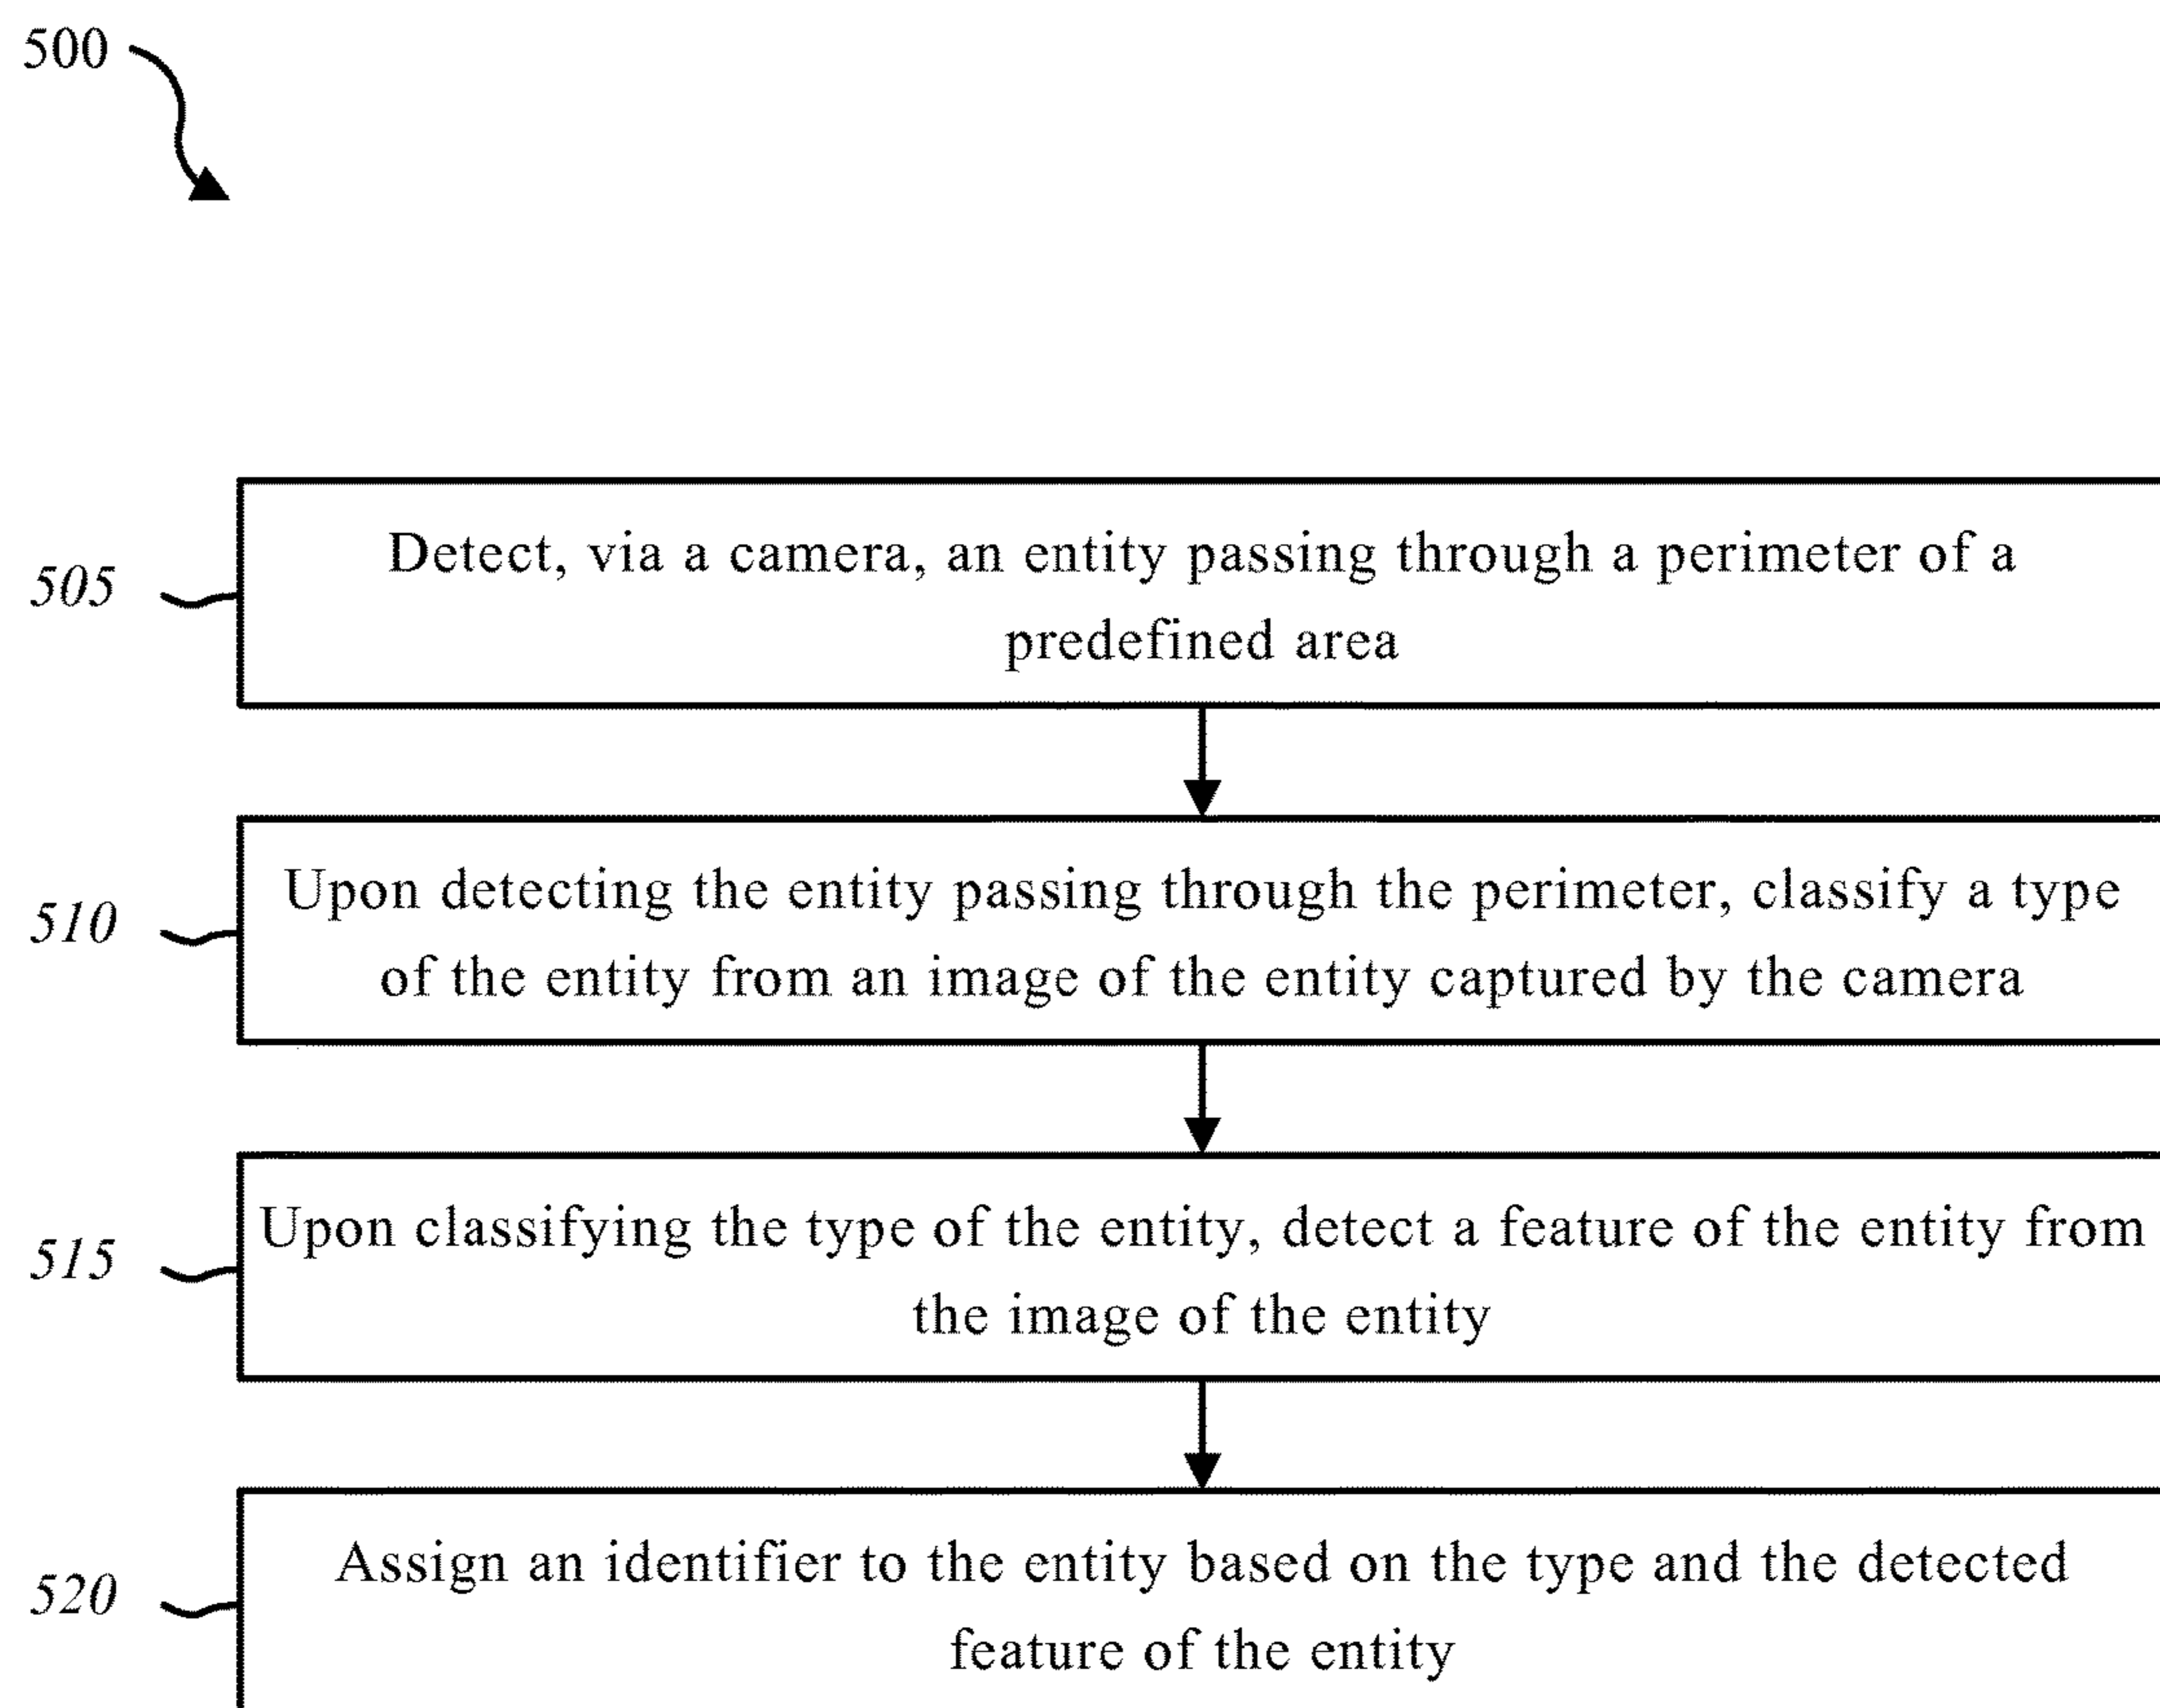 500
505
Detect, via a camera, an entity passing through a perimeter of a
predefined area
510
Upon detecting the entity passing through the perimeter, classify a type
of the entity from an image of the entity captured by the camera
515
Upon classifying the type of the entity, detect a feature of the entity from
the image of the entity
520
Assign an identifier to the entity based on the type and the detected
feature of the entity